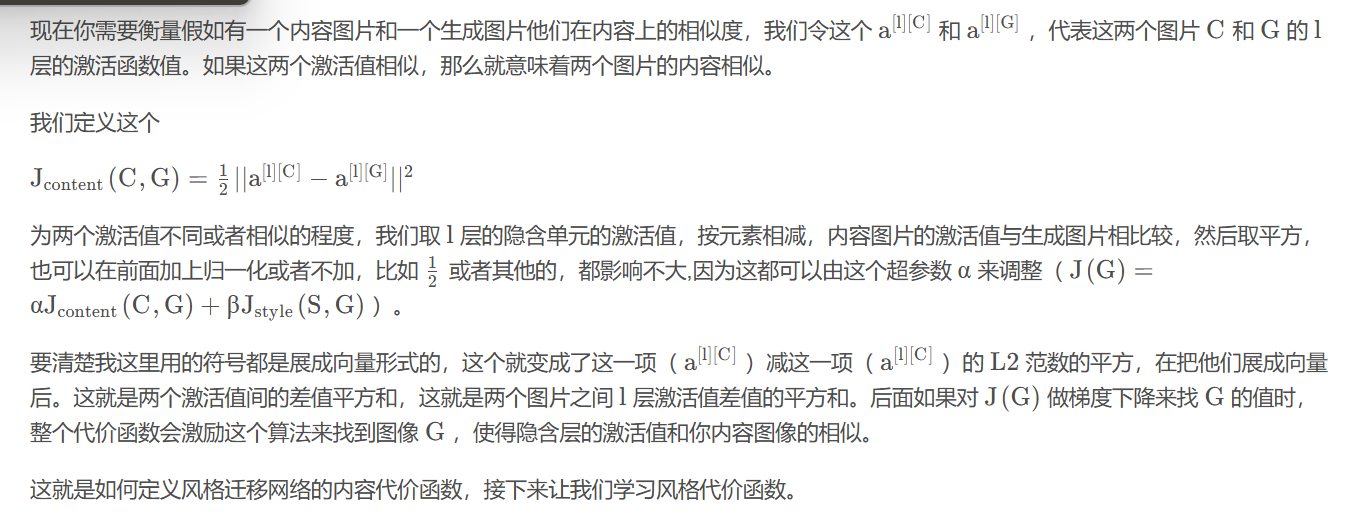 现在你需要衡量假如有一个内容图片和一个生成图片他们在内容上的相似度，我们令这个 a^{[l][C]} 和 a^{[l][G]} ，代表这两个图片 C 和 G 的 l
层的激活函数值。如果这两个激活值相似，那么就意味着两个图片的内容相似。
我们定义这个
J_{content}(C, G) = \frac{1}{2}||a^{[l][C]} − a^{[l][G]}||^2
为两个激活值不同或者相似的程度，我们取 l 层的隐含单元的激活值，按元素相减，内容图片的激活值与生成图片相比较，然后取平方，
也可以在前面加上归一化或者不加，比如 \frac{1}{2} 或者其他的，都影响不大,因为这都可以由这个超参数 α 来调整（ J(G) =
αJ_{content}(C, G) + βJ_{style}(S, G) ）。
要清楚我这里用的符号都是展成向量形式的，这个就变成了这一项（ a^{[l][C]} ）减这一项（ a^{[l][C]} ）的 L2 范数的平方，在把他们展成向量
后。这就是两个激活值间的差值平方和，这就是两个图片之间 l 层激活值差值的平方和。后面如果对 J(G) 做梯度下降来找 G 的值时，
整个代价函数会激励这个算法来找到图像 G ，使得隐含层的激活值和你内容图像的相似。
这就是如何定义风格迁移网络的内容代价函数，接下来让我们学习风格代价函数。